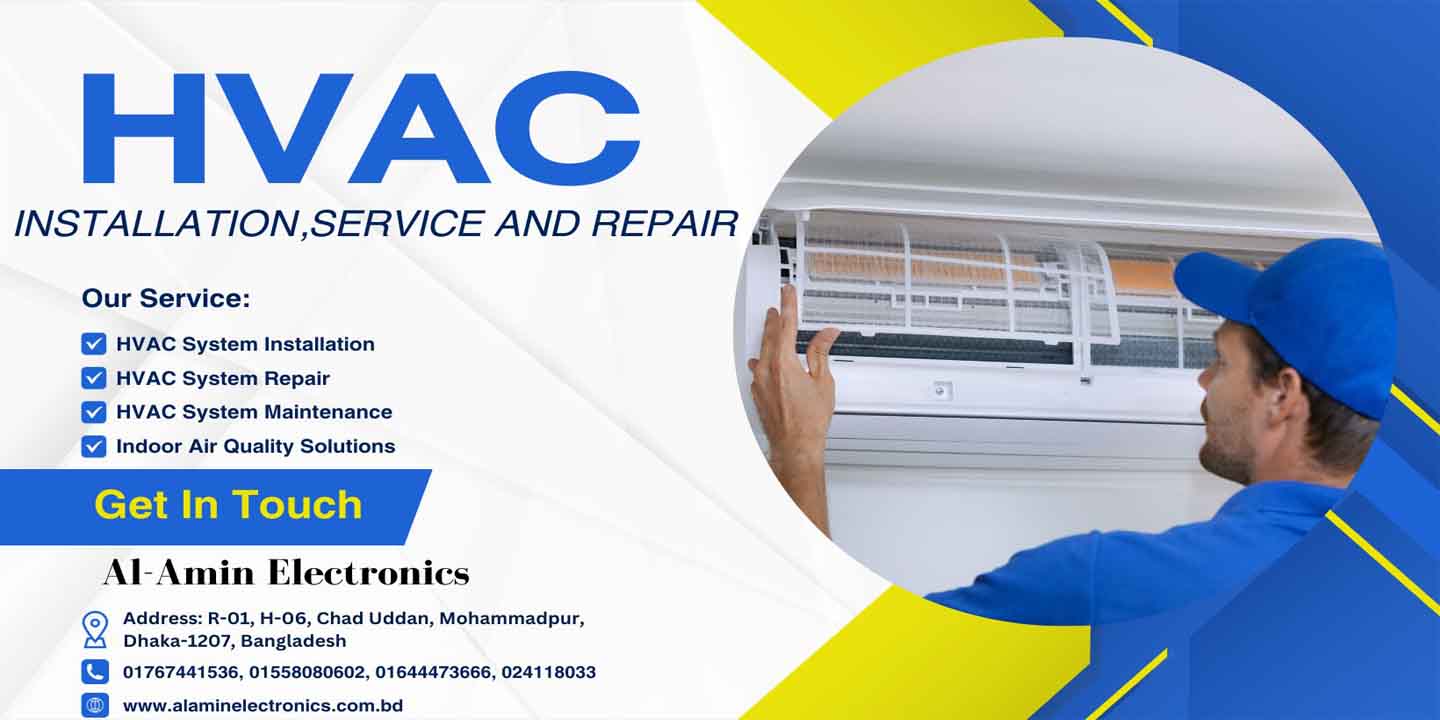 HVAC
INSTALLATION,SERVICE AND REPAIR
Our Service:
HVAC System Installation
HVAC System Repair
HVAC System Maintenance
Indoor Air Quality Solutions
Get In Touch
Al-Amin Electronics
Address: R-01, H-06, Chad Uddan, Mohammadpur,
Dhaka-1207, Bangladesh
01767441536, 01558080602, 01644473666, 024118033
www.alaminelectronics.com.bd